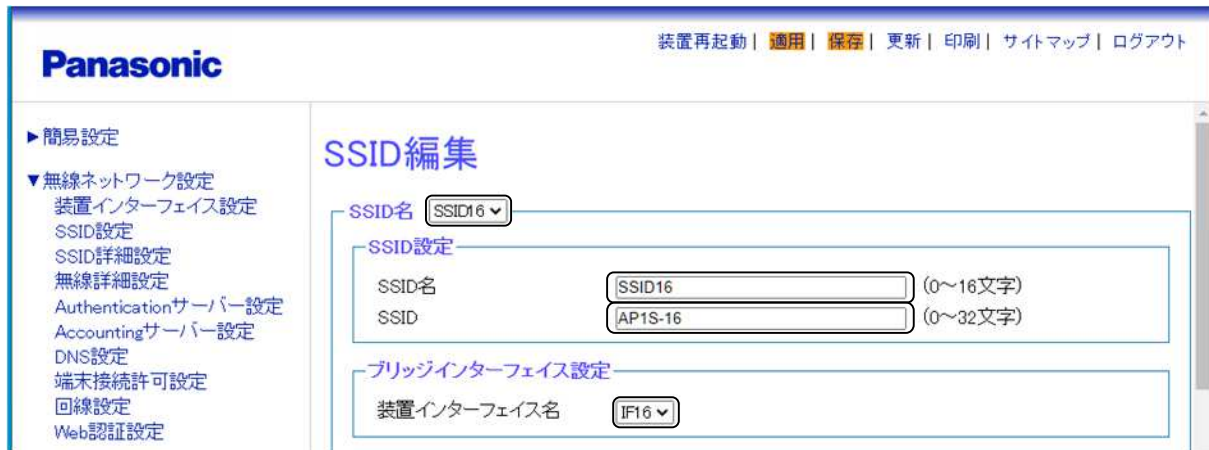 Panasonic
装置再起動| 適用| 保存| 更新| 印刷| サイトマップ| ログアウト
▶簡易設定
▼無線ネットワーク設定
装置インターフェイス設定
SSID設定
SSID詳細設定
無線詳細設定
Authenticationサーバー設定
Accountingサーバー設定
DNS設定
端末接続許可設定
回線設定
Web認証設定
SSID編集
SSID名 SSID16
SSID設定
SSID名 SSID16 (0～16文字)
SSID AP1S-16 (0～32文字)
ブリッジインターフェイス設定
装置インターフェイス名 IF16